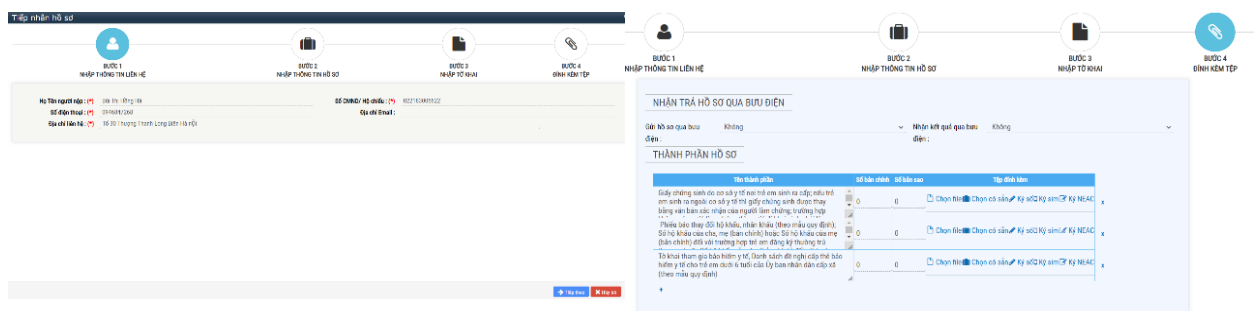 Tiếp nhận hồ sơ
BƯỚC 1
NHẬP THÔNG TIN LIÊN HỆ
BƯỚC 2
NHẬP THÔNG TIN HỒ SƠ
BƯỚC 3
NHẬP TỜ KHAI
BƯỚC 4
ĐÍNH KÈM TỆP
Họ Tên người nộp : (*)
Số CMND/ Hộ chiếu : (*)
Số điện thoại : (*)
Địa chỉ Email :
Địa chỉ liên hệ : (*) Thượng Thanh Long Biên Hà nội
Tiếp theo Hủy bỏ
BƯỚC 1
NHẬP THÔNG TIN LIÊN HỆ
BƯỚC 2
NHẬP THÔNG TIN HỒ SƠ
BƯỚC 3
NHẬP TỜ KHAI
BƯỚC 4
ĐÍNH KÈM TỆP
NHẬN TRẢ HỒ SƠ QUA BƯU ĐIỆN
Gửi hồ sơ qua bưu Không
điện :
Nhận kết quả qua bưu Không
điện :
THÀNH PHẦN HỒ SƠ
Tên thành phần Số bản chính Số bản sao Tệp đính kèm
Giấy chứng sinh do cơ sở y tế nơi trẻ em sinh ra cấp; nếu trẻ
em sinh ra ngoài cơ sở y tế thì giấy chứng sinh được thay
bằng văn bản xác nhận của người làm chứng; trường hợp
0 0 Chọn file Chọn có sẵn Ký số Ký sim Ký NEAC x
Phiếu báo thay đổi hộ khẩu, nhân khẩu (theo mẫu quy định);
Sổ hộ khẩu của cha, mẹ (bản chính) hoặc Sổ hộ khẩu của mẹ
(bản chính) đối với trường hợp trẻ em đăng ký thường trú
0 0 Chọn file Chọn có sẵn Ký số Ký sim Ký NEAC x
Tờ khai tham gia bảo hiểm y tế, Danh sách đề nghị cấp thẻ bảo
hiểm y tế cho trẻ em dưới 6 tuổi của Ủy ban nhân dân cấp xã
(theo mẫu quy định)
0 0 Chọn file Chọn có sẵn Ký số Ký sim Ký NEAC x
+